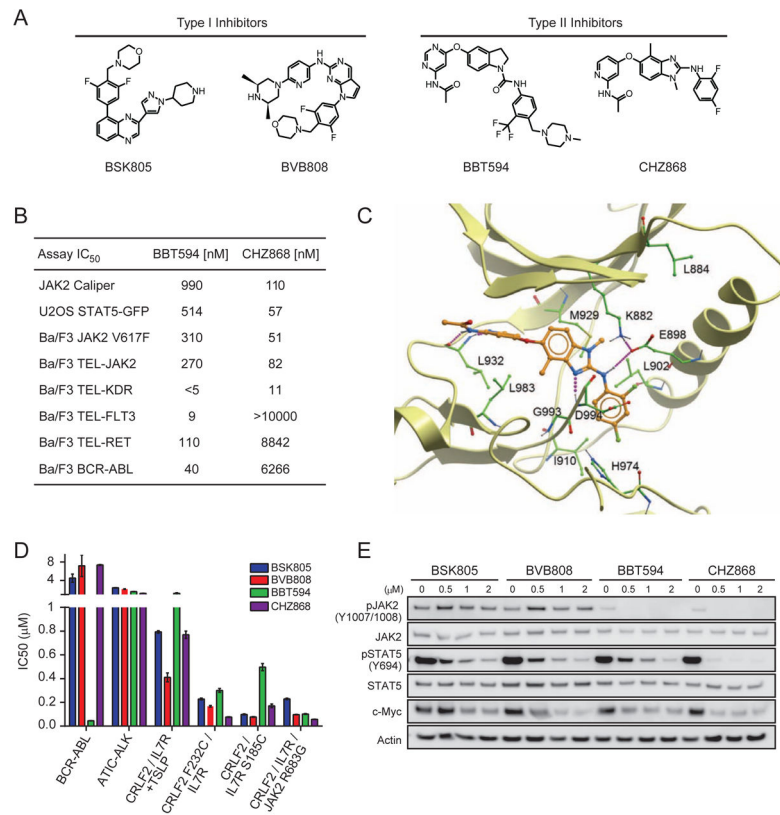 A
Type I Inhibitors
Type II Inhibitors
BSK805
BVB808
BBT594
CHZ868
B
Assay IC50 BBT594 [nM] CHZ868 [nM]
JAK2 Caliper 990 110
U2OS STAT5-GFP 514 57
Ba/F3 JAK2 V617F 310 51
Ba/F3 TEL-JAK2 270 82
Ba/F3 TEL-KDR <5 11
Ba/F3 TEL-FLT3 9 >10000
Ba/F3 TEL-RET 110 8842
Ba/F3 BCR-ABL 40 6266
C
L884
M929
K882
E898
L932
L902
L983
G993
D994
I910
H974
D
BSK805
BVB808
BBT594
CHZ868
IC50 (μM)
8
4
0.8
0.6
0.4
0.2
0.0
BCR-ABL
ATIC-ALK
CRLF2 / IL7R
+TSLP
CRLF2 F232C /
IL7R
CRLF2 /
IL7R S185C
CRLF2 / IL7R /
JAK2 R683G
E
BSK805 BVB808 BBT594 CHZ868
0 0.5 1 2 0 0.5 1 2 0 0.5 1 2 0 0.5 1 2 (μM)
pJAK2
(Y1007/1008)
JAK2
pSTAT5
(Y694)
STAT5
c-Myc
Actin